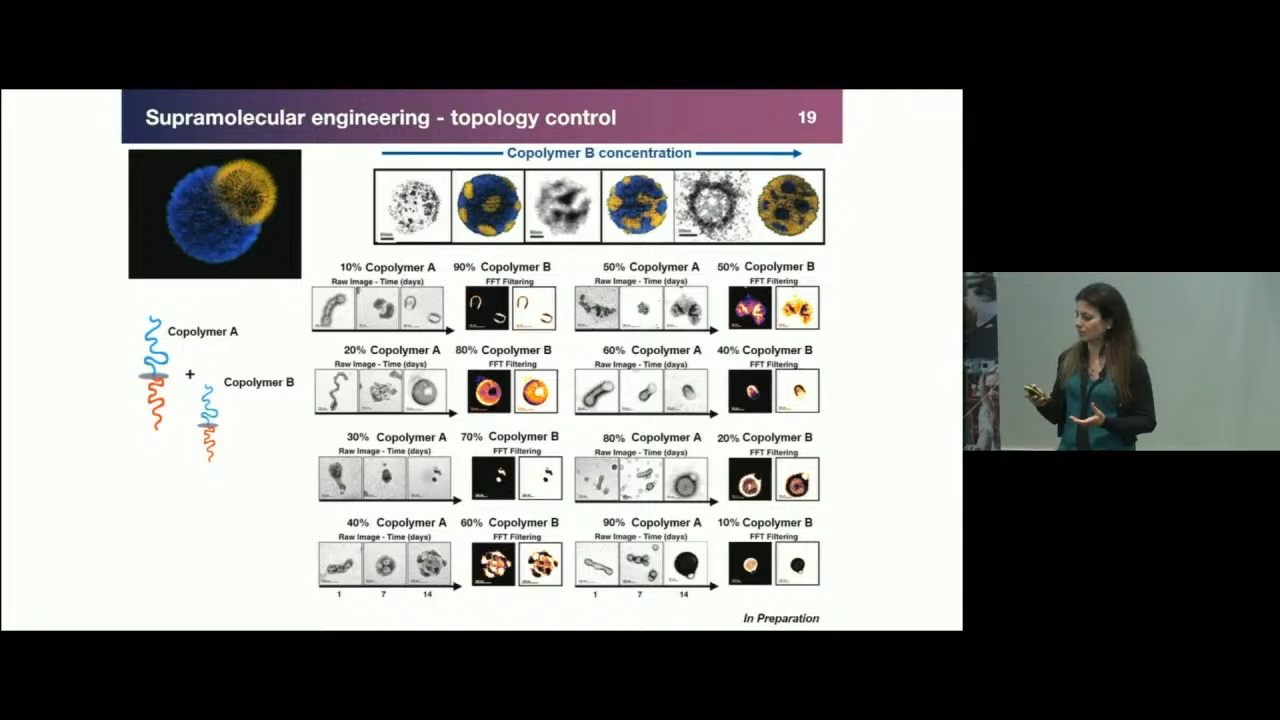 Supramolecular engineering - topology control
19
Copolymer B concentration
Copolymer A
+
Copolymer B
10% Copolymer A 90% Copolymer B
Raw Image - Time (days) FFT Filtering
50% Copolymer A 50% Copolymer B
Raw Image - Time (days) FFT Filtering
20% Copolymer A 80% Copolymer B
Raw Image - Time (days) FFT Filtering
60% Copolymer A 40% Copolymer B
Raw Image - Time (days) FFT Filtering
30% Copolymer A 70% Copolymer B
Raw Image - Time (days) FFT Filtering
80% Copolymer A 20% Copolymer B
Raw Image - Time (days) FFT Filtering
40% Copolymer A 60% Copolymer B
Raw Image - Time (days) FFT Filtering
1 7 14
90% Copolymer A 10% Copolymer B
Raw Image - Time (days) FFT Filtering
1 7 14
In Preparation